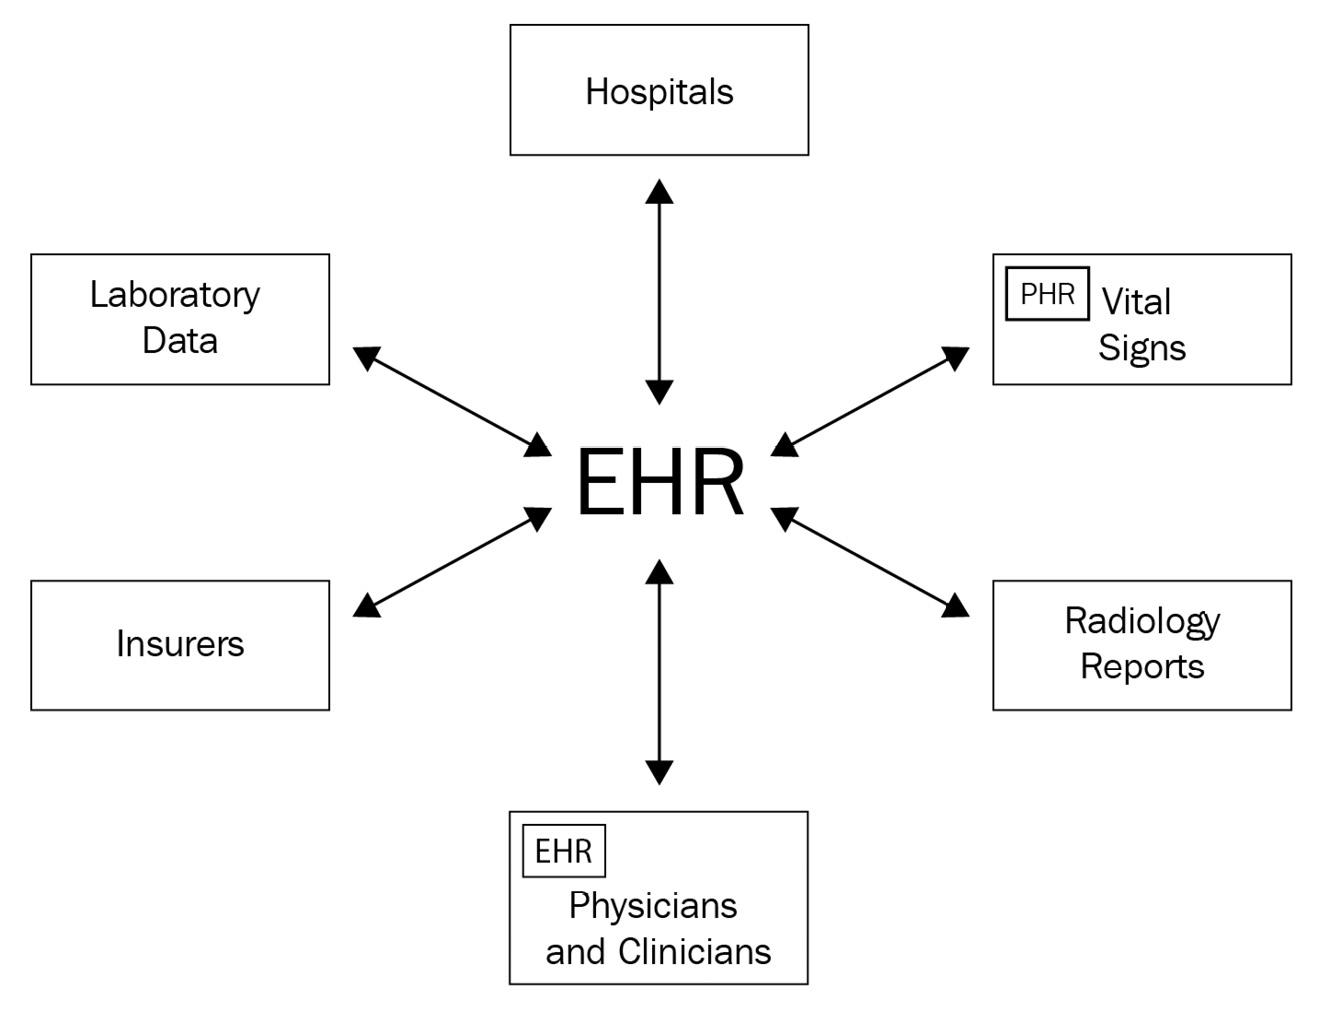 Hospitals
Laboratory
Data
PHR
Vital
Signs
EHR
Insurers
Radiology
Reports
EHR
Physicians
and Clinicians